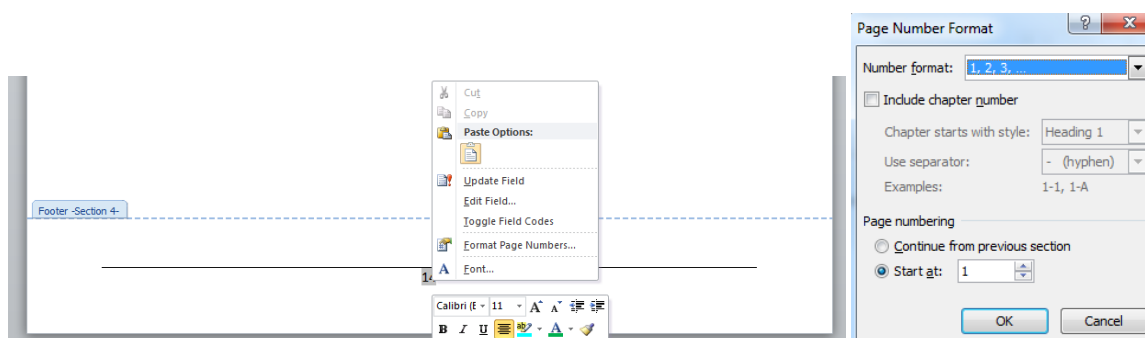 Cut
Copy
Paste Options:
Update Field
Edit Field...
Toggle Field Codes
Format Page Numbers...
Font...
Footer -Section 4-
14
Calibri (E 11 A A
B I U ab A
Page Number Format
Number format: 1, 2, 3, ...
Include chapter number
Chapter starts with style: Heading 1
Use separator: - (hyphen)
Examples: 1-1, 1-A
Page numbering
Continue from previous section
Start at: 1
OK Cancel